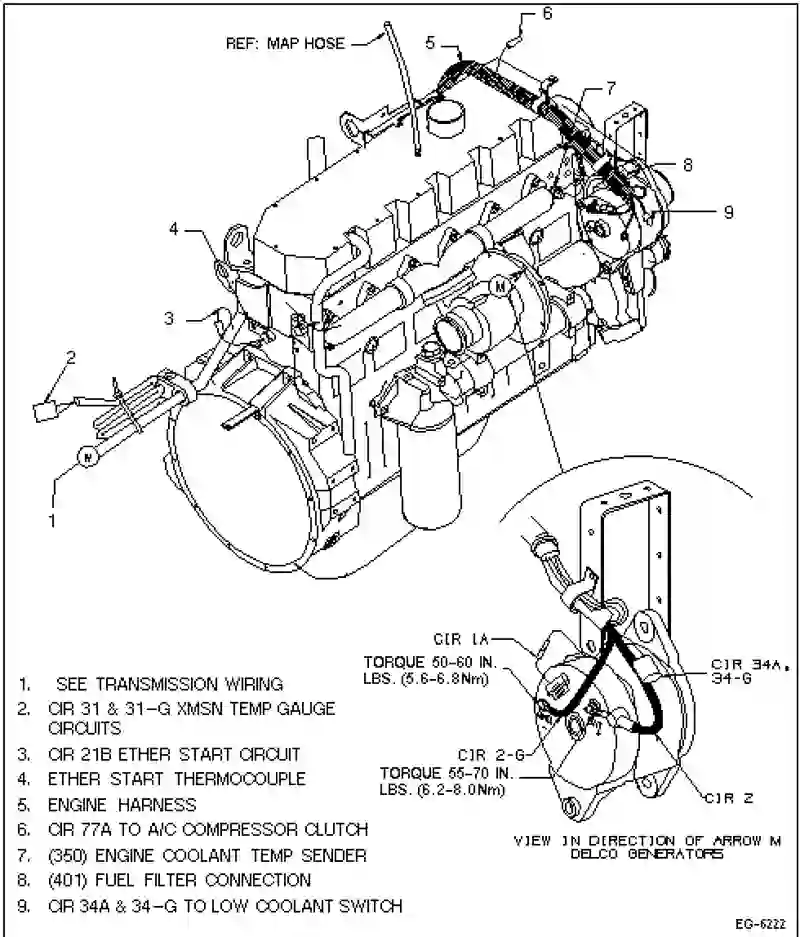 REF: MAP HOSE
6
5
7
8
9
4
3
2
1
M
M
CIR 1A
TORQUE 50-60 IN.
LBS. (5.6-6.8Nm)
CIR 34A,
34-G
CIR 2-G
TORQUE 55-70 IN.
LBS. (6.2-8.0Nm)
CIR 2
VIEW IN DIRECTION OF ARROW M
DELCO GENERATORS
1. SEE TRANSMISSION WIRING
2. CIR 31 & 31-G XMSN TEMP GAUGE
CIRCUITS
3. CIR 21B ETHER START CIRCUIT
4. ETHER START THERMOCOUPLE
5. ENGINE HARNESS
6. CIR 77A TO A/C COMPRESSOR CLUTCH
7. (350) ENGINE COOLANT TEMP SENDER
8. (401) FUEL FILTER CONNECTION
9. CIR 34A & 34-G TO LOW COOLANT SWITCH
EG-6222